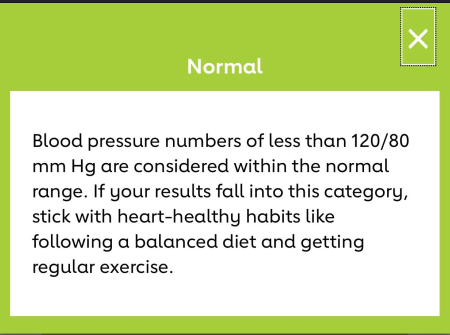 Normal
Blood pressure numbers of less than 120/80
mm Hg are considered within the normal
range. If your results fall into this category,
stick with heart-healthy habits like
following a balanced diet and getting
regular exercise.